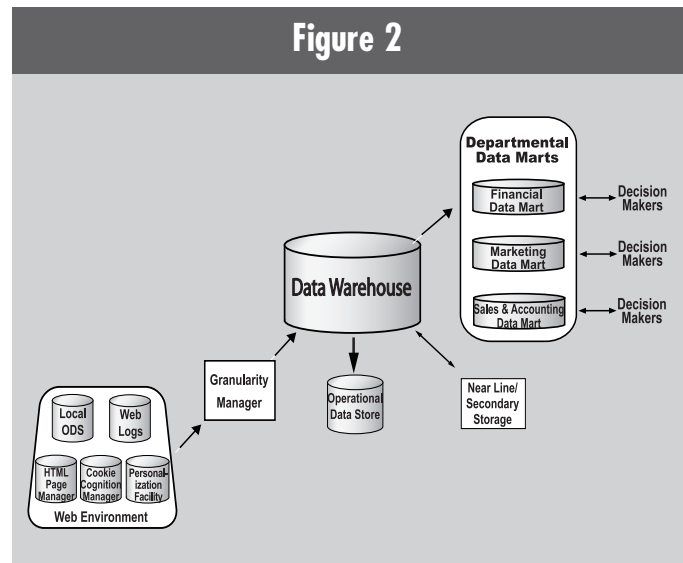 Figure 2
Departmental
Data Marts
Financial
Data Mart
Decision
Makers
Marketing
Data Mart
Decision
Makers
Sales & Accounting
Data Mart
Decision
Makers
Data Warehouse
Granularity
Manager
Operational
Data Store
Near Line/
Secondary
Storage
Local
ODS
Web
Logs
HTML
Page
Manager
Cookie
Cognition
Manager
Personal-
ization
Facility
Web Environment